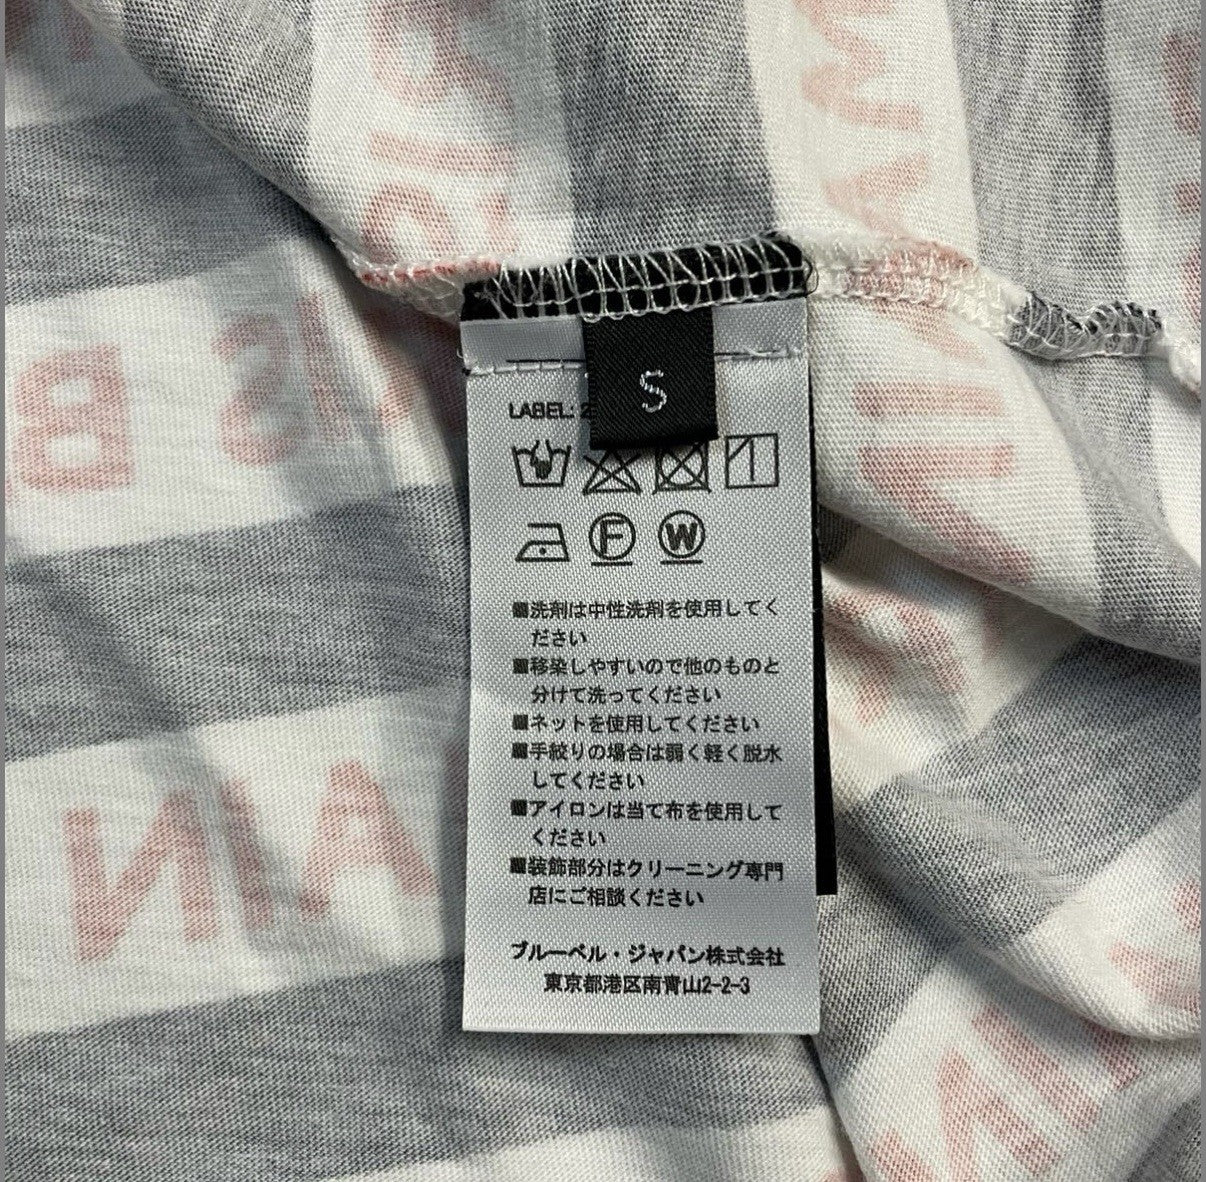 S
LABEL: 2
F W
■洗剤は中性洗剤を使用してく
ださい
■移染しやすいので他のものと
分けて洗ってください
■ネットを使用してください
■手絞りの場合は弱く軽く脱水
してください
■アイロンは当て布を使用して
ください
■装飾部分はクリーニング専門
店にご相談ください
ブルーベル・ジャパン株式会社
東京都港区南青山2-2-3